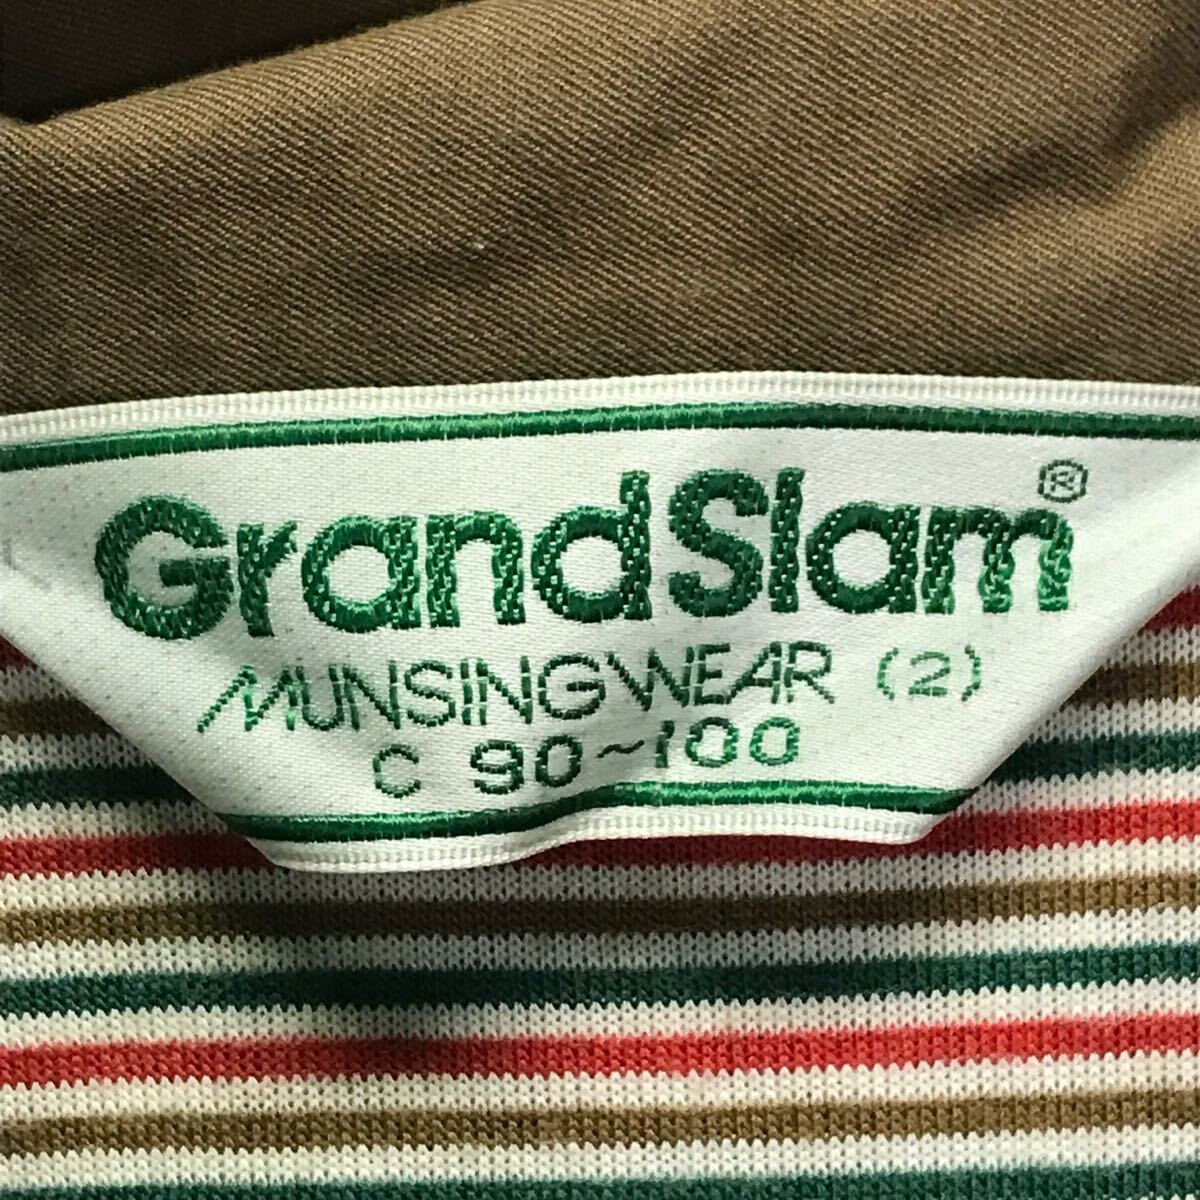 GrandSlam®
MUNSINGWEAR (2)
C 90~100